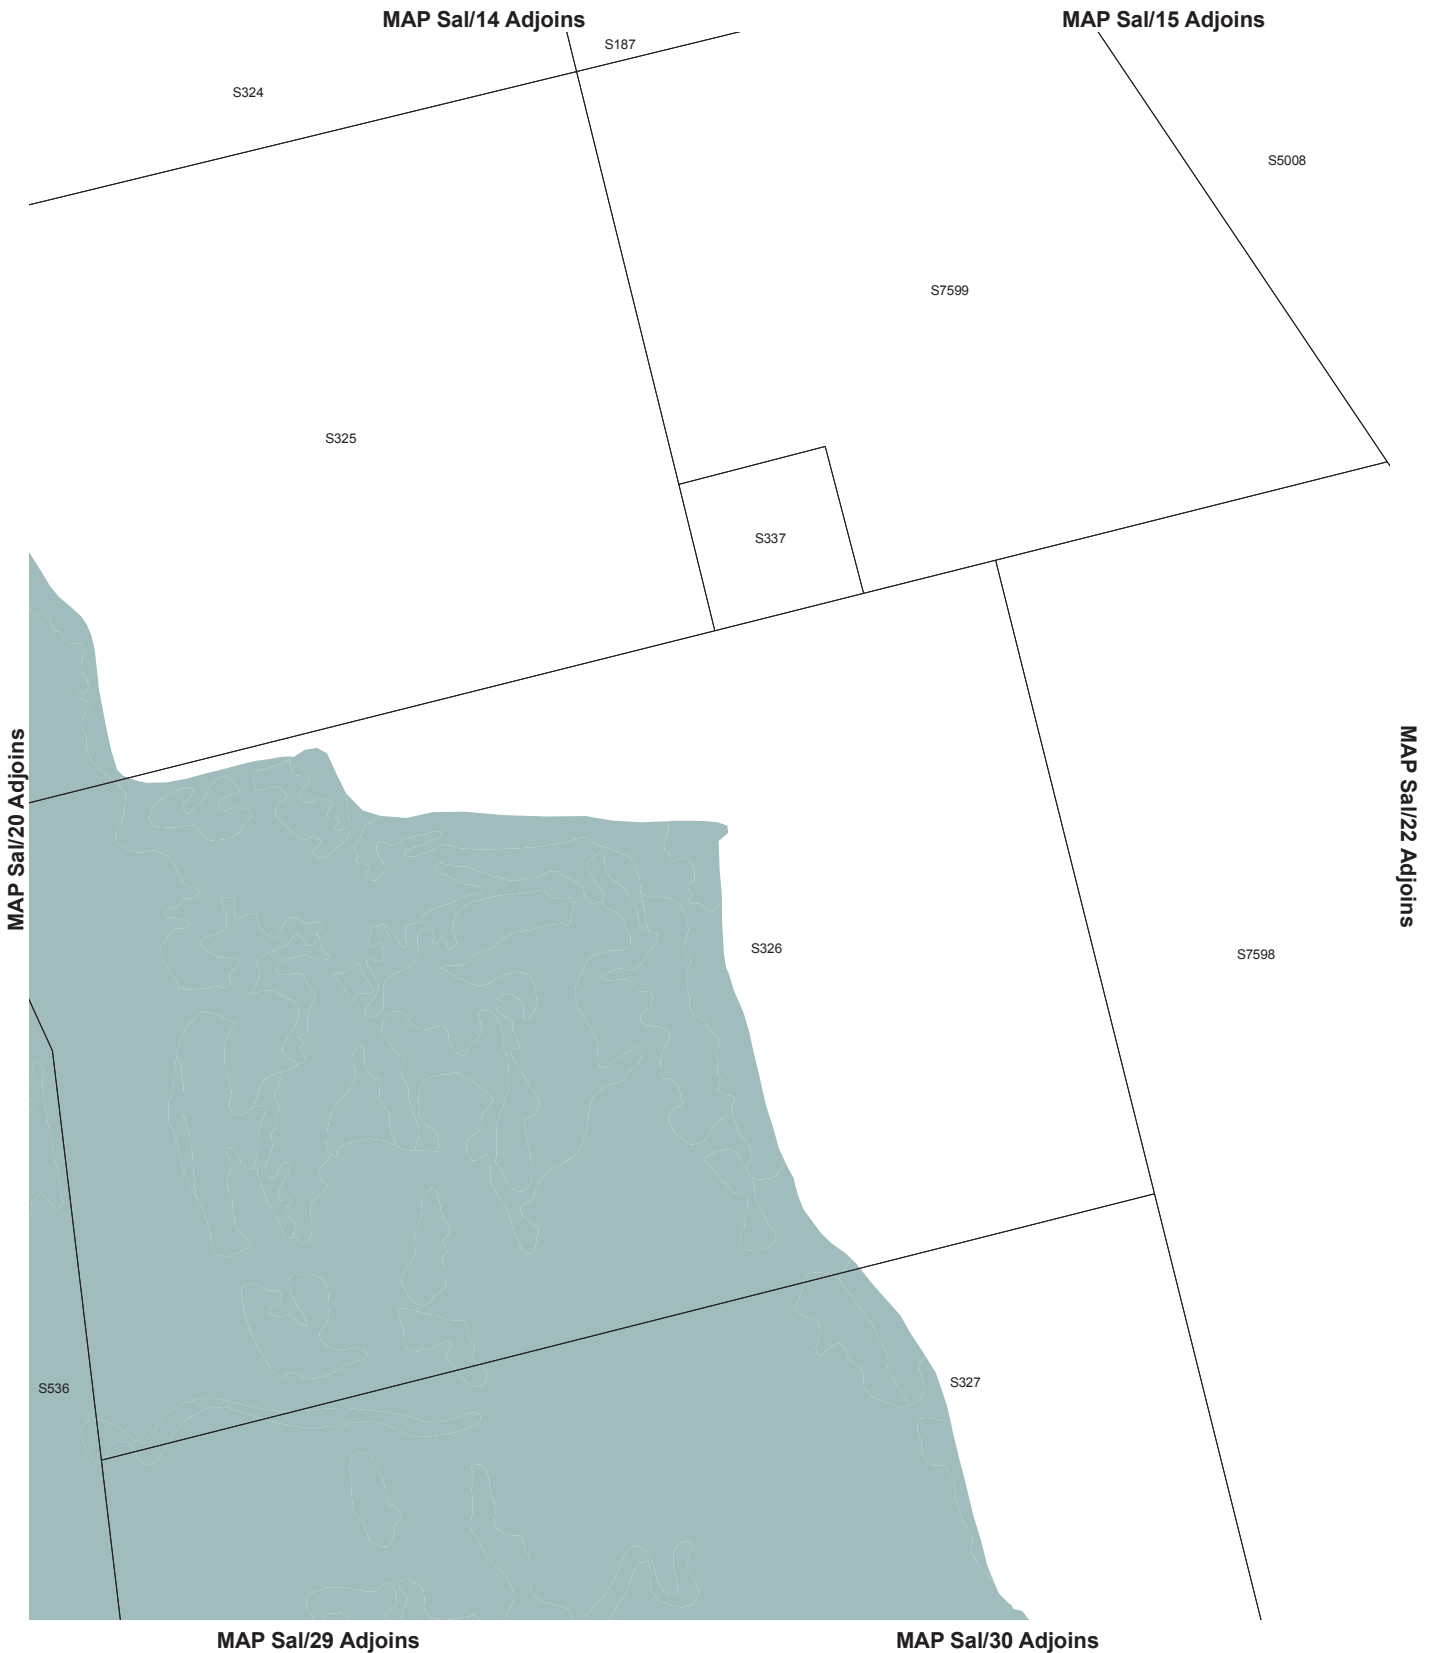 MAP Sal/14 Adjoins
MAP Sal/15 Adjoins
S187
S324
S5008
S7599
S325
S337
MAP Sal/20 Adjoins
MAP Sal/22 Adjoins
S326
S7598
S327
S536
MAP Sal/29 Adjoins
MAP Sal/30 Adjoins